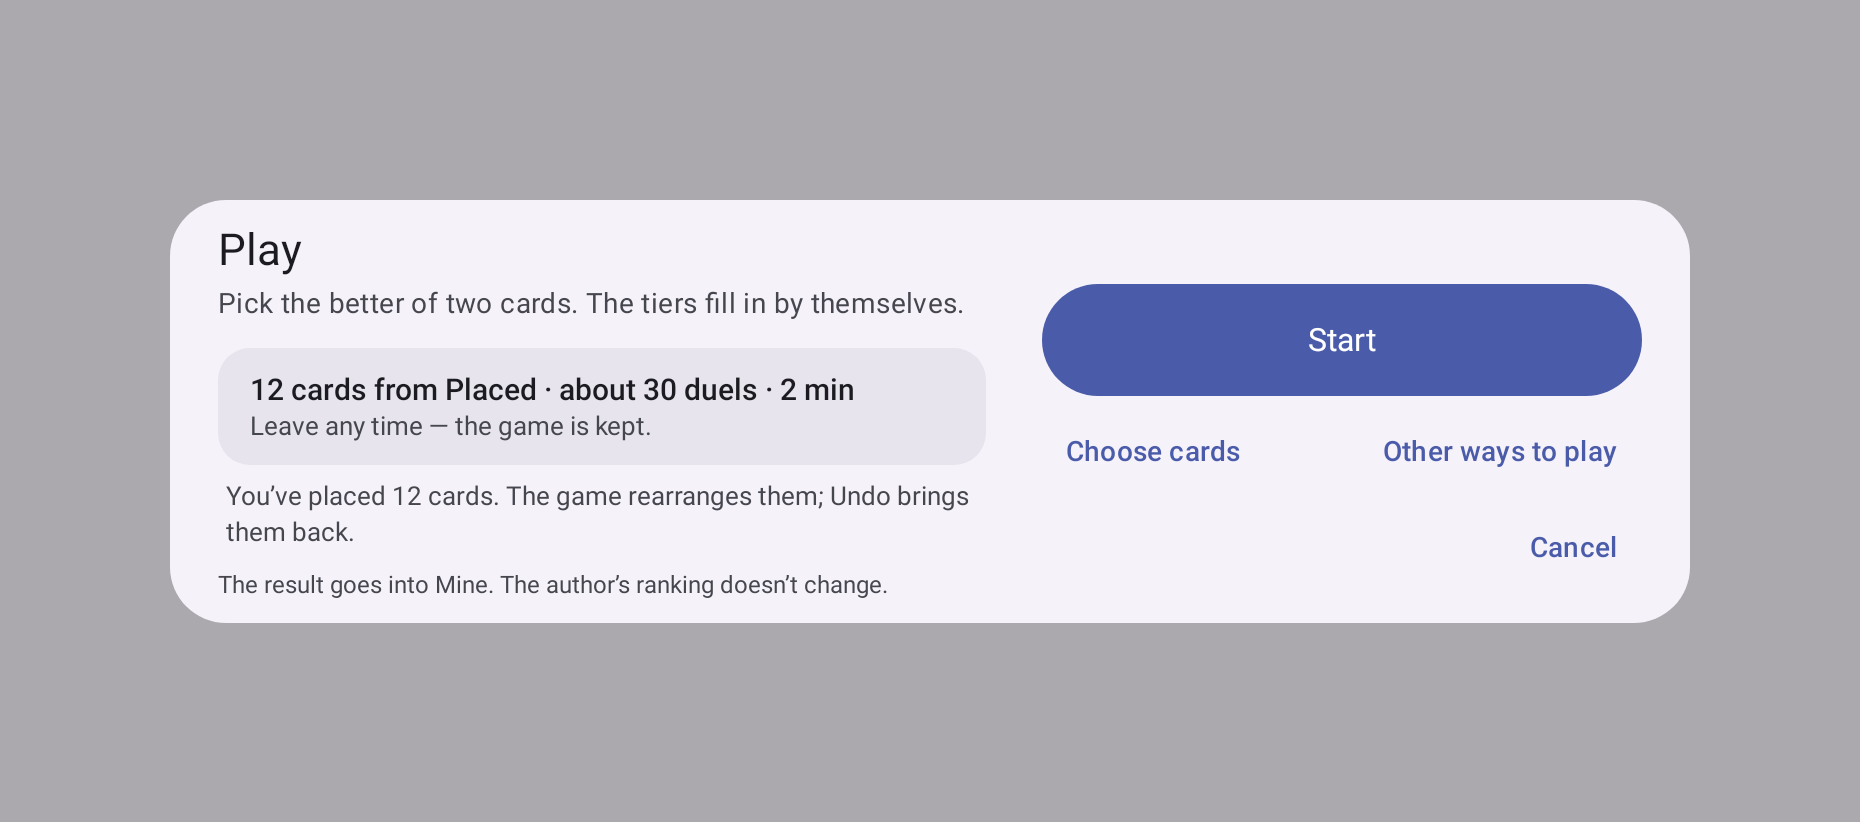 Play
Pick the better of two cards. The tiers fill in by themselves.
12 cards from Placed · about 30 duels · 2 min
Leave any time — the game is kept.
You’ve placed 12 cards. The game rearranges them; Undo brings
them back.
The result goes into Mine. The author’s ranking doesn’t change.
Start
Choose cards
Other ways to play
Cancel